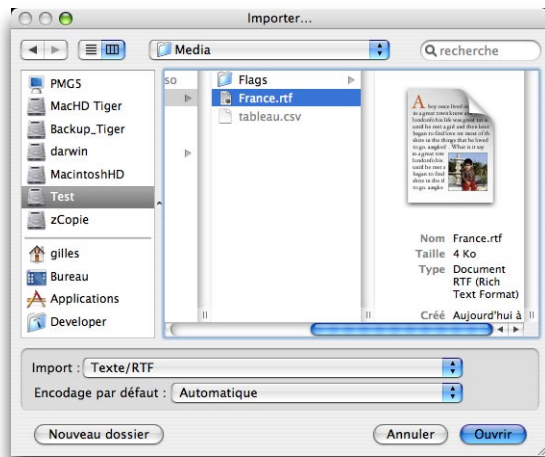 Importer...
Media
recherche
PMG5
MacHD Tiger
Backup_Tiger
darwin
MacintoshHD
Test
zCopie
gilles
Bureau
Applications
Developer
so
Flags
France.rtf
tableau.csv
Nom France.rtf
Taille 4 Ko
Type Document
RTF (Rich
Text Format)
Créé Aujourd'hui à
Import : Texte/RTF
Encodage par défaut : Automatique
Nouveau dossier
Annuler
Ouvrir